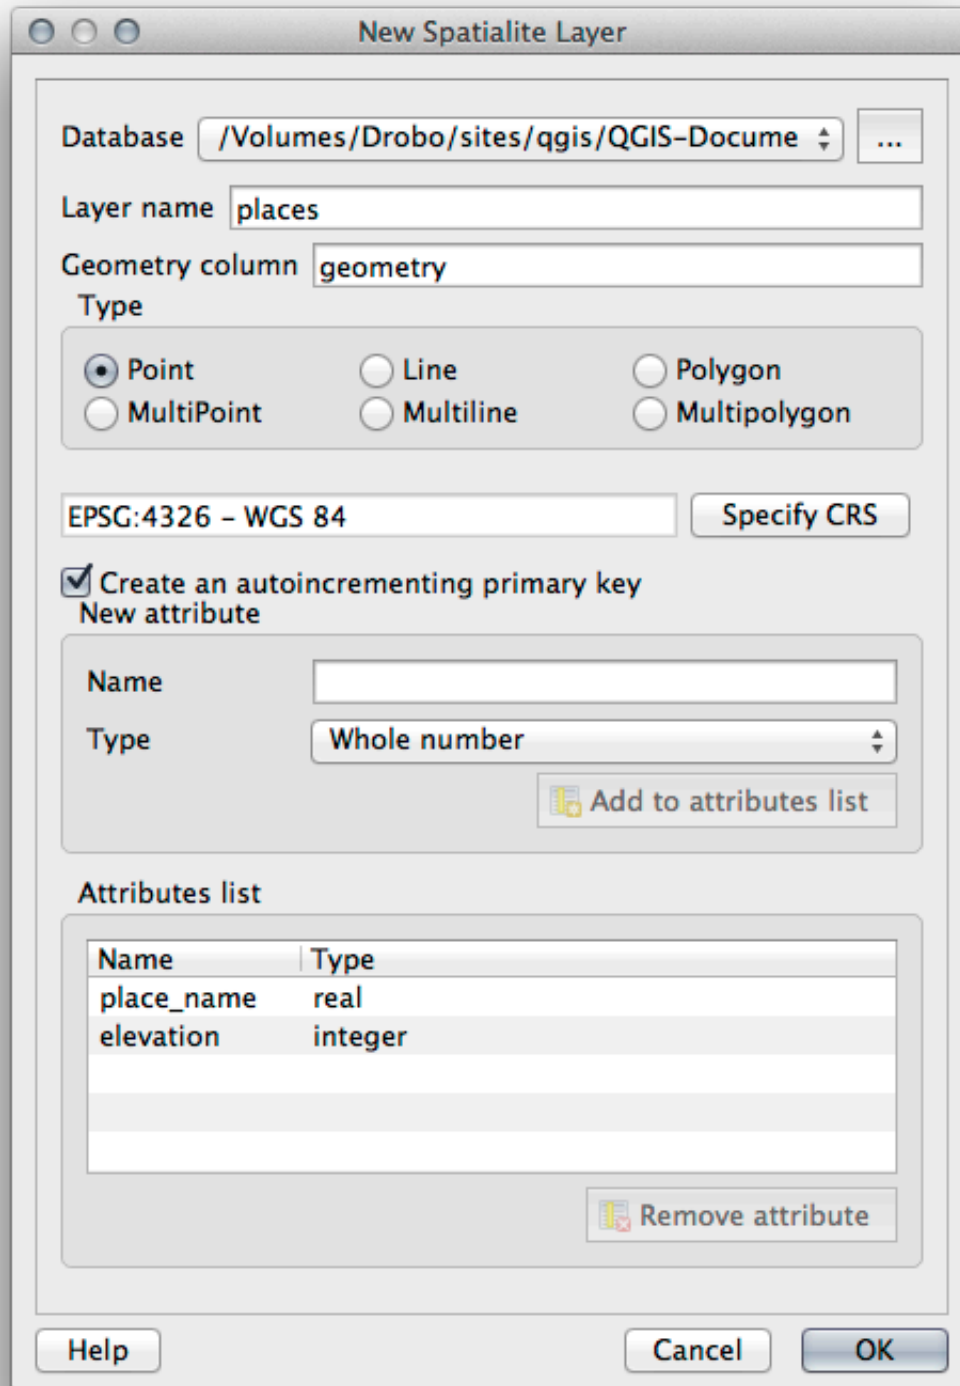 New Spatialite Layer
Database /Volumes/Drobo/sites/qgis/QGIS-Docume ...
Layer name places
Geometry column geometry
Type
Point Line Polygon
MultiPoint Multiline Multipolygon
EPSG:4326 – WGS 84 Specify CRS
Create an autoincrementing primary key
New attribute
Name
Type Whole number
Add to attributes list
Attributes list
Name Type
place_name real
elevation integer
Remove attribute
Help Cancel OK